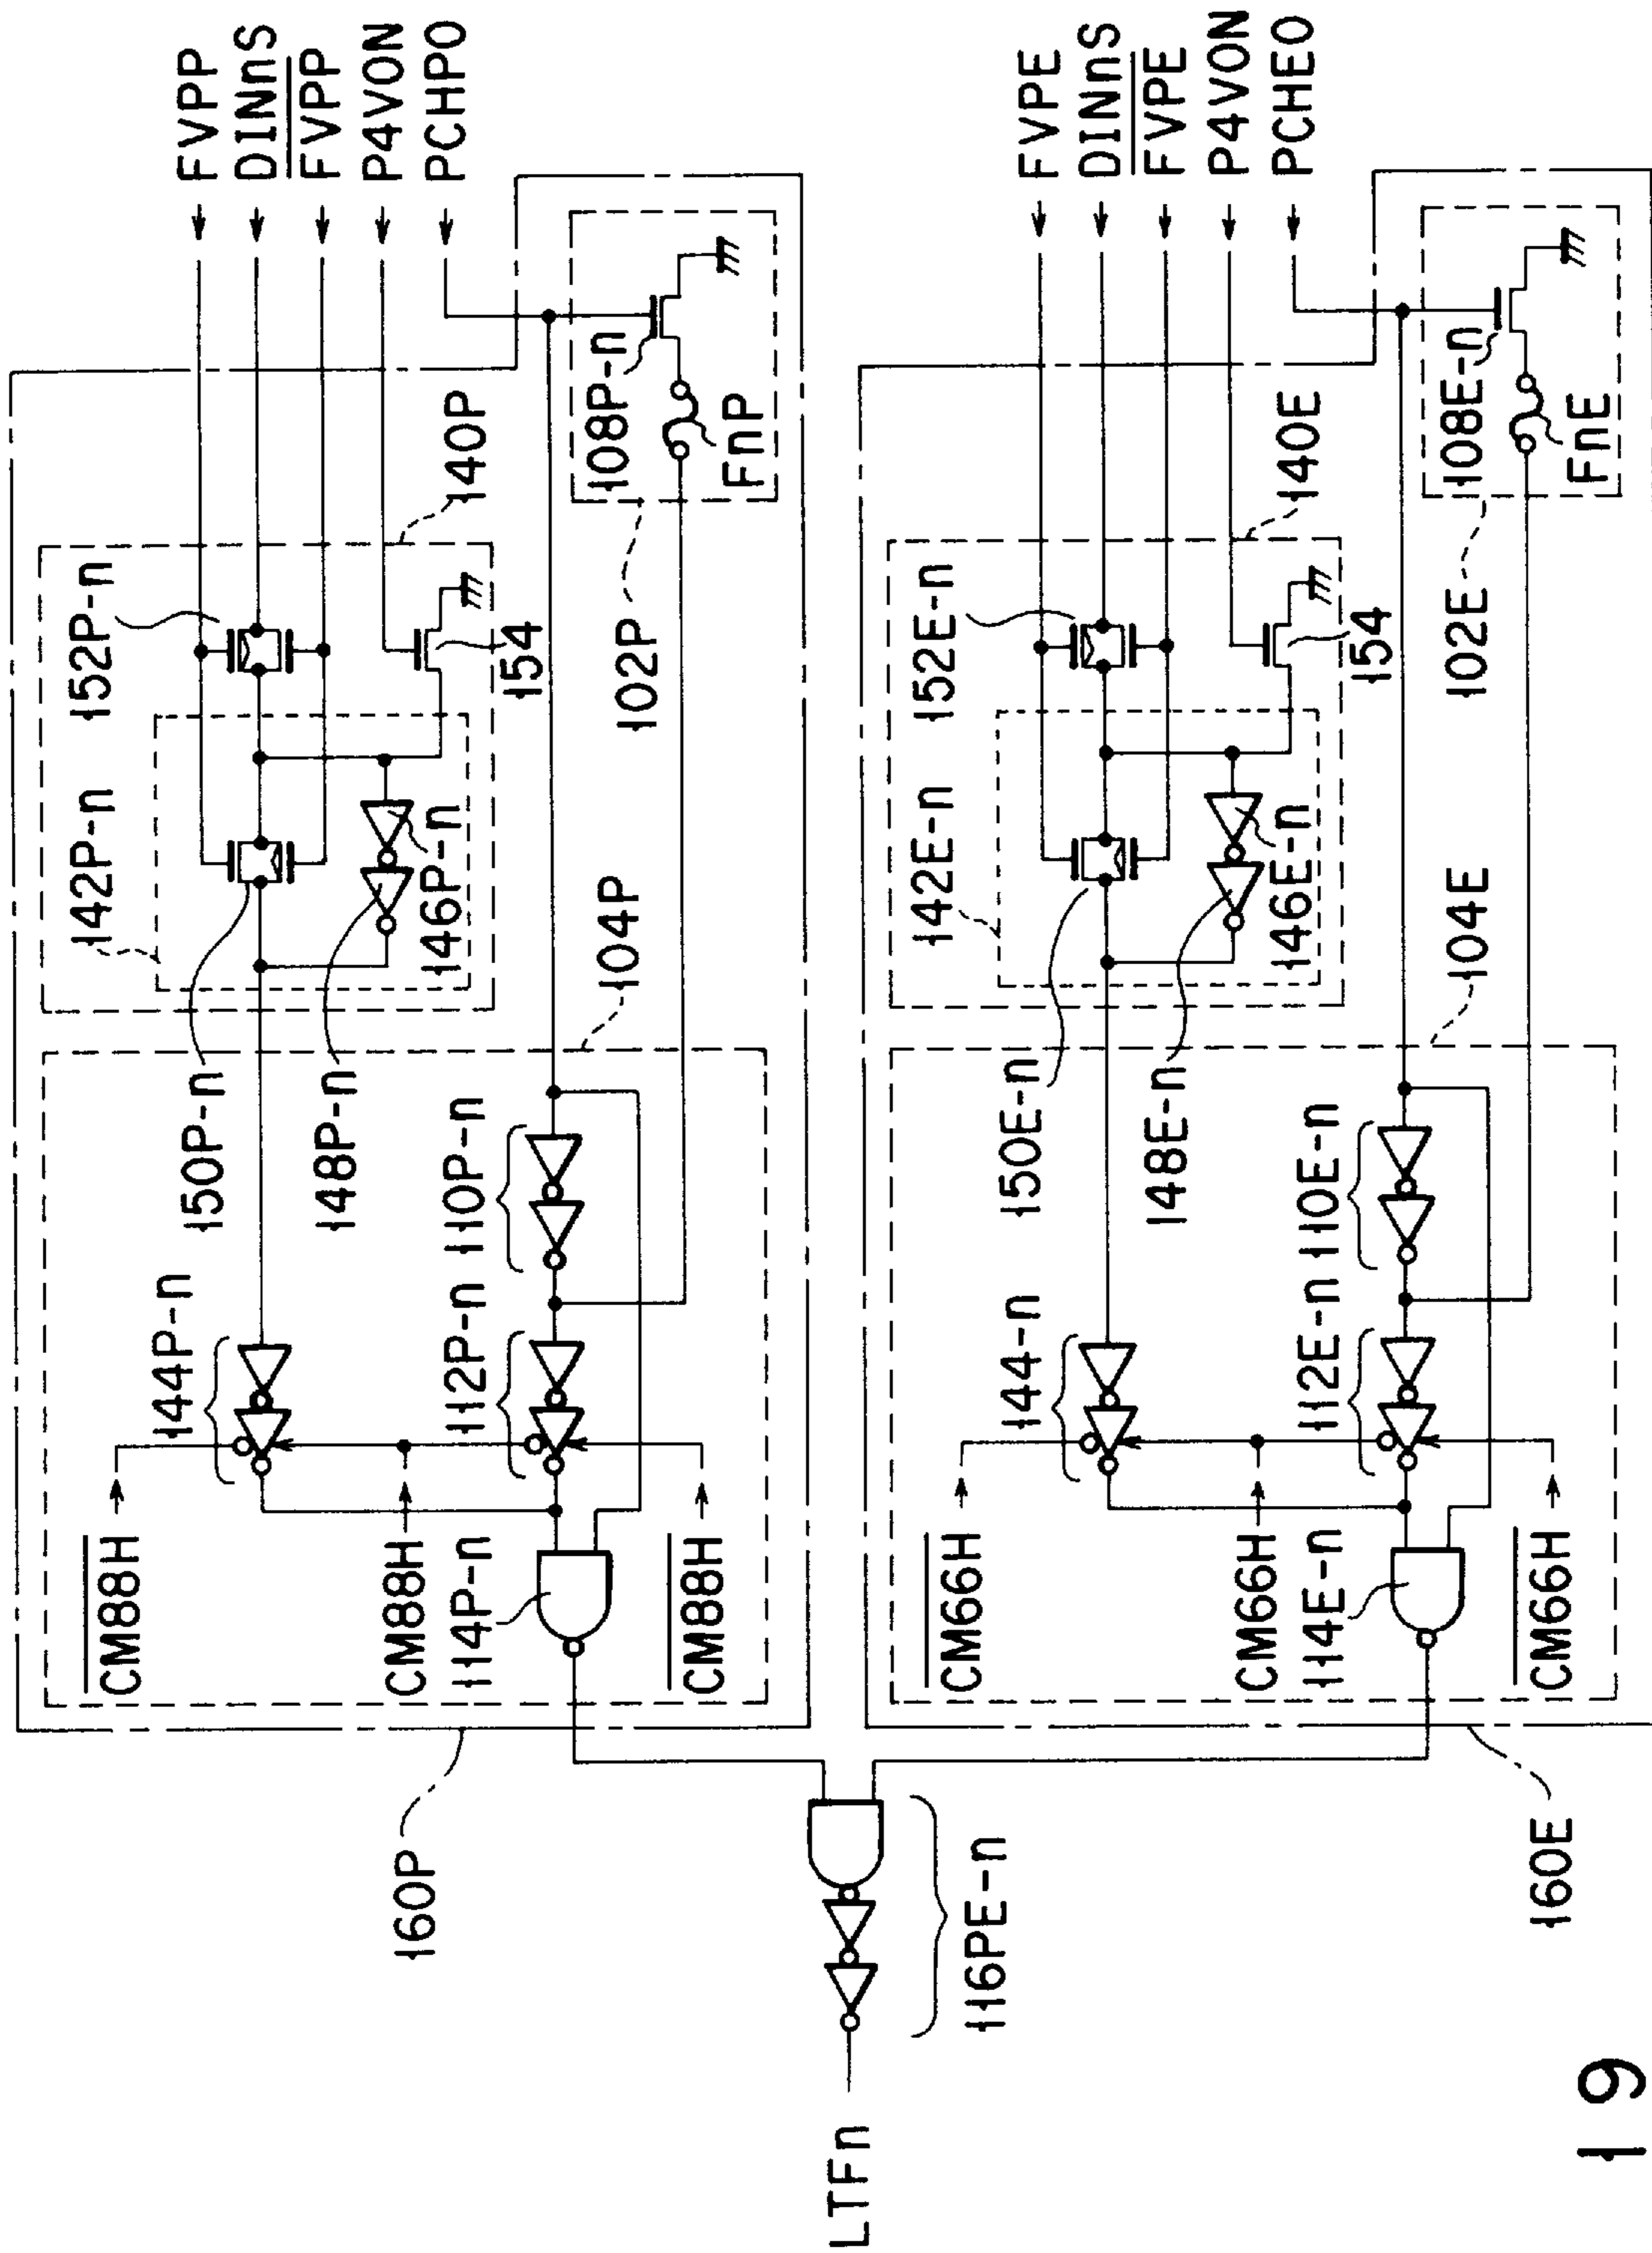 FVPP
DINnS
FVPP
P4VON
PCHPO
152P-n
142P-n
140P
154
146P-n
150P-n
148P-n
108P-n
FnP
102P
104P
144P-n
110P-n
112P-n
CM88H
CM88H
114P-n
CM88H
160P
FVPE
DINnS
FVPE
P4VON
PCHEO
152E-n
142E-n
140E
154
146E-n
150E-n
148E-n
108E-n
FnE
102E
104E
144-n
110E-n
112E-n
CM66H
CM66H
114E-n
CM66H
160E
116PE-n
LTFn
19